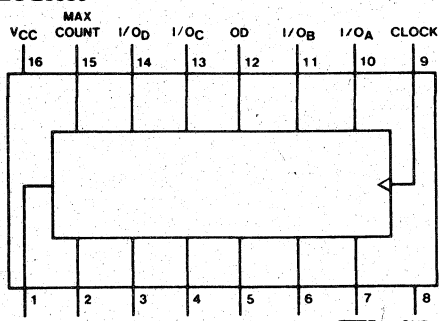 MAX
VCC COUNT I/OD I/OC OD I/OB I/OA CLOCK
16 15 14 13 12 11 10 9
1 2 3 4 5 6 7 8